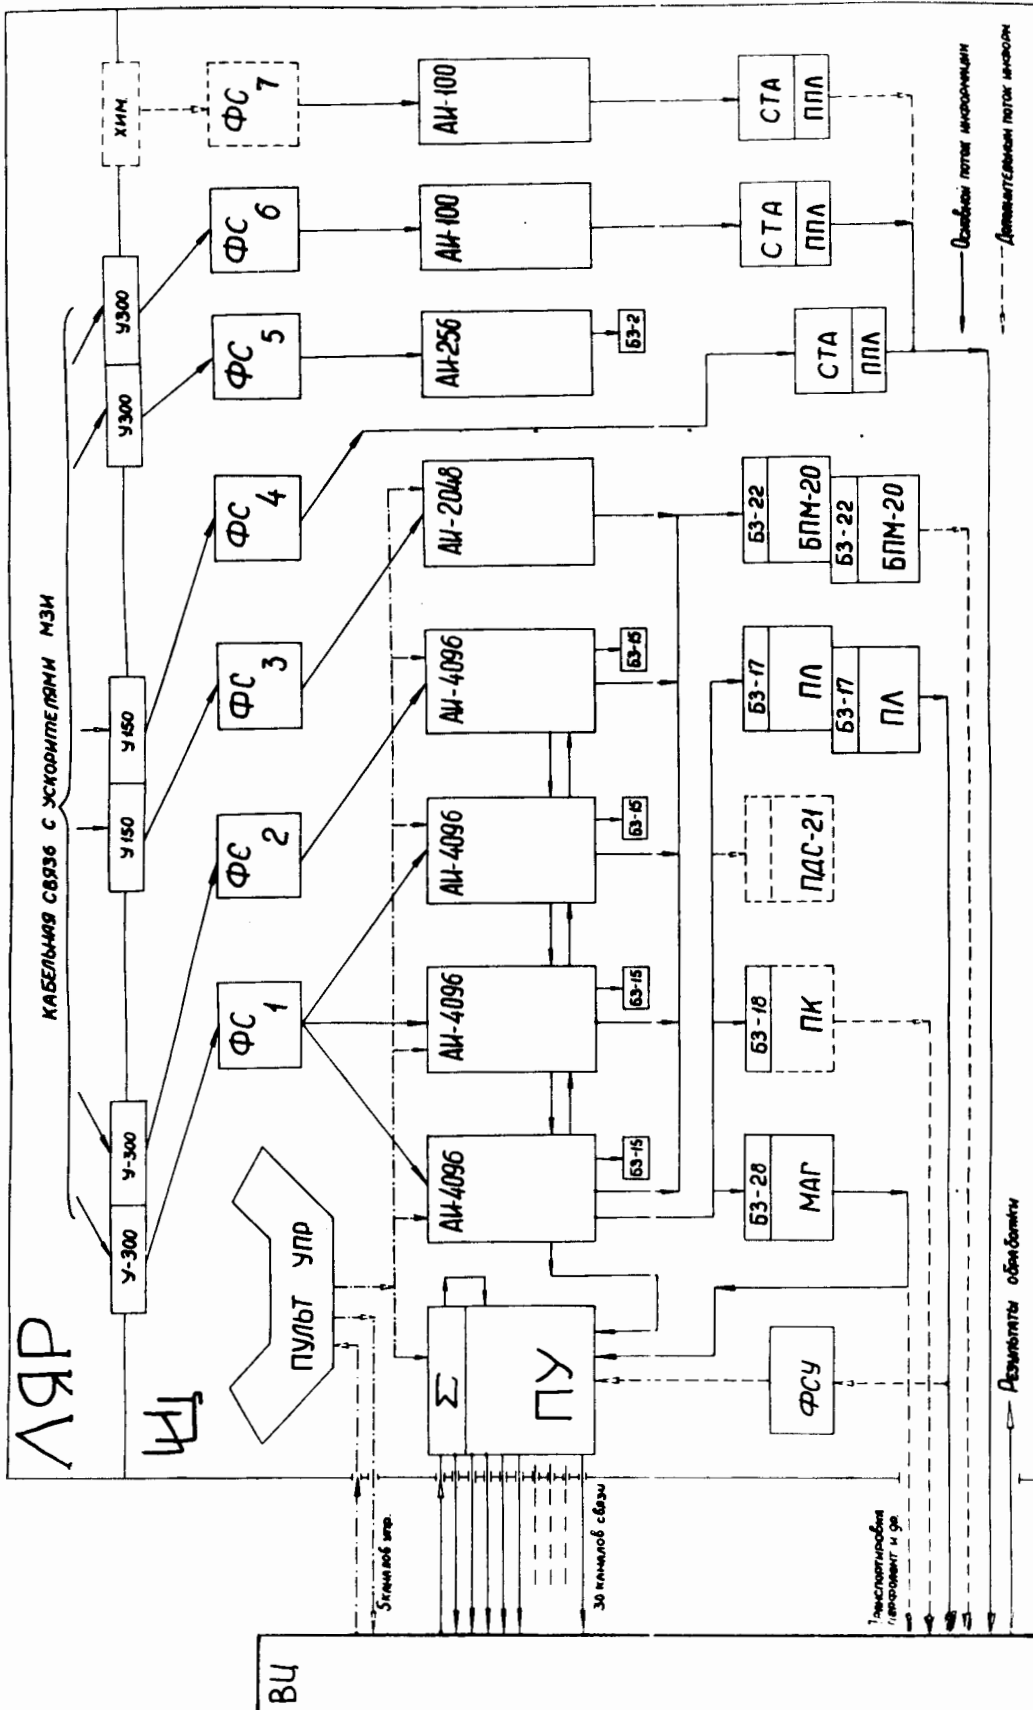 ЛЯР
КАБЕЛЬНАЯ СВЯЗЬ С УСКОРИТЕЛЯМИ МЗИ
У-300
У-300
У150
У150
У300
У300
ХИМ.
ПУЛЬТ УПР
ФС 1
ФС 2
ФС 3
ФС 4
ФС 5
ФС 6
ФС 7
Σ
ПУ
АИ-4096
АИ-4096
АИ-4096
АИ-4096
АИ-2048
АИ-256
АИ-100
АИ-100
БЗ-15
БЗ-15
БЗ-15
БЗ-15
БЗ-2
ФСУ
БЗ-28
МАГ
БЗ-18
ПК
ПДС-21
БЗ-17
ПЛ
БЗ-17
ПЛ
БЗ-22
БПМ-20
БЗ-22
БПМ-20
СТА
ППЛ
СТА
ППЛ
СТА
ППЛ
ВЦ
5 каналов упр.
30 каналов связи
Транспортировка
перфолент и др.
Результаты обработки
Основной поток информации
Дополнительный поток информ